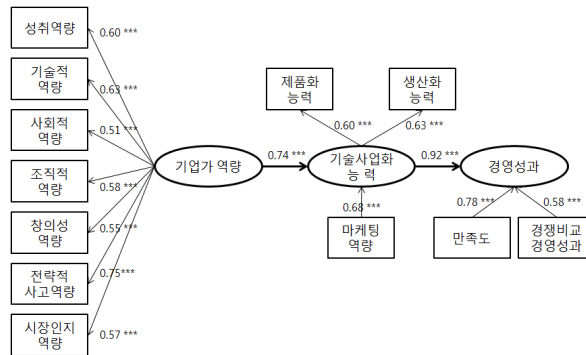 성취역량
0.60 ***
기술적
역량
0.63 ***
사회적
역량
0.51 ***
조직적
역량
0.58 ***
창의성
역량
0.55 ***
전략적
사고역량
0.75***
시장인지
역량
0.57 ***
기업가 역량
0.74 ***
제품화
능력
생산화
능력
0.60 ***
0.63 ***
기술사업화
능 력
0.92 ***
경영성과
0.68 ***
마케팅
역량
0.78 ***
0.58 ***
만족도
경쟁비교
경영성과